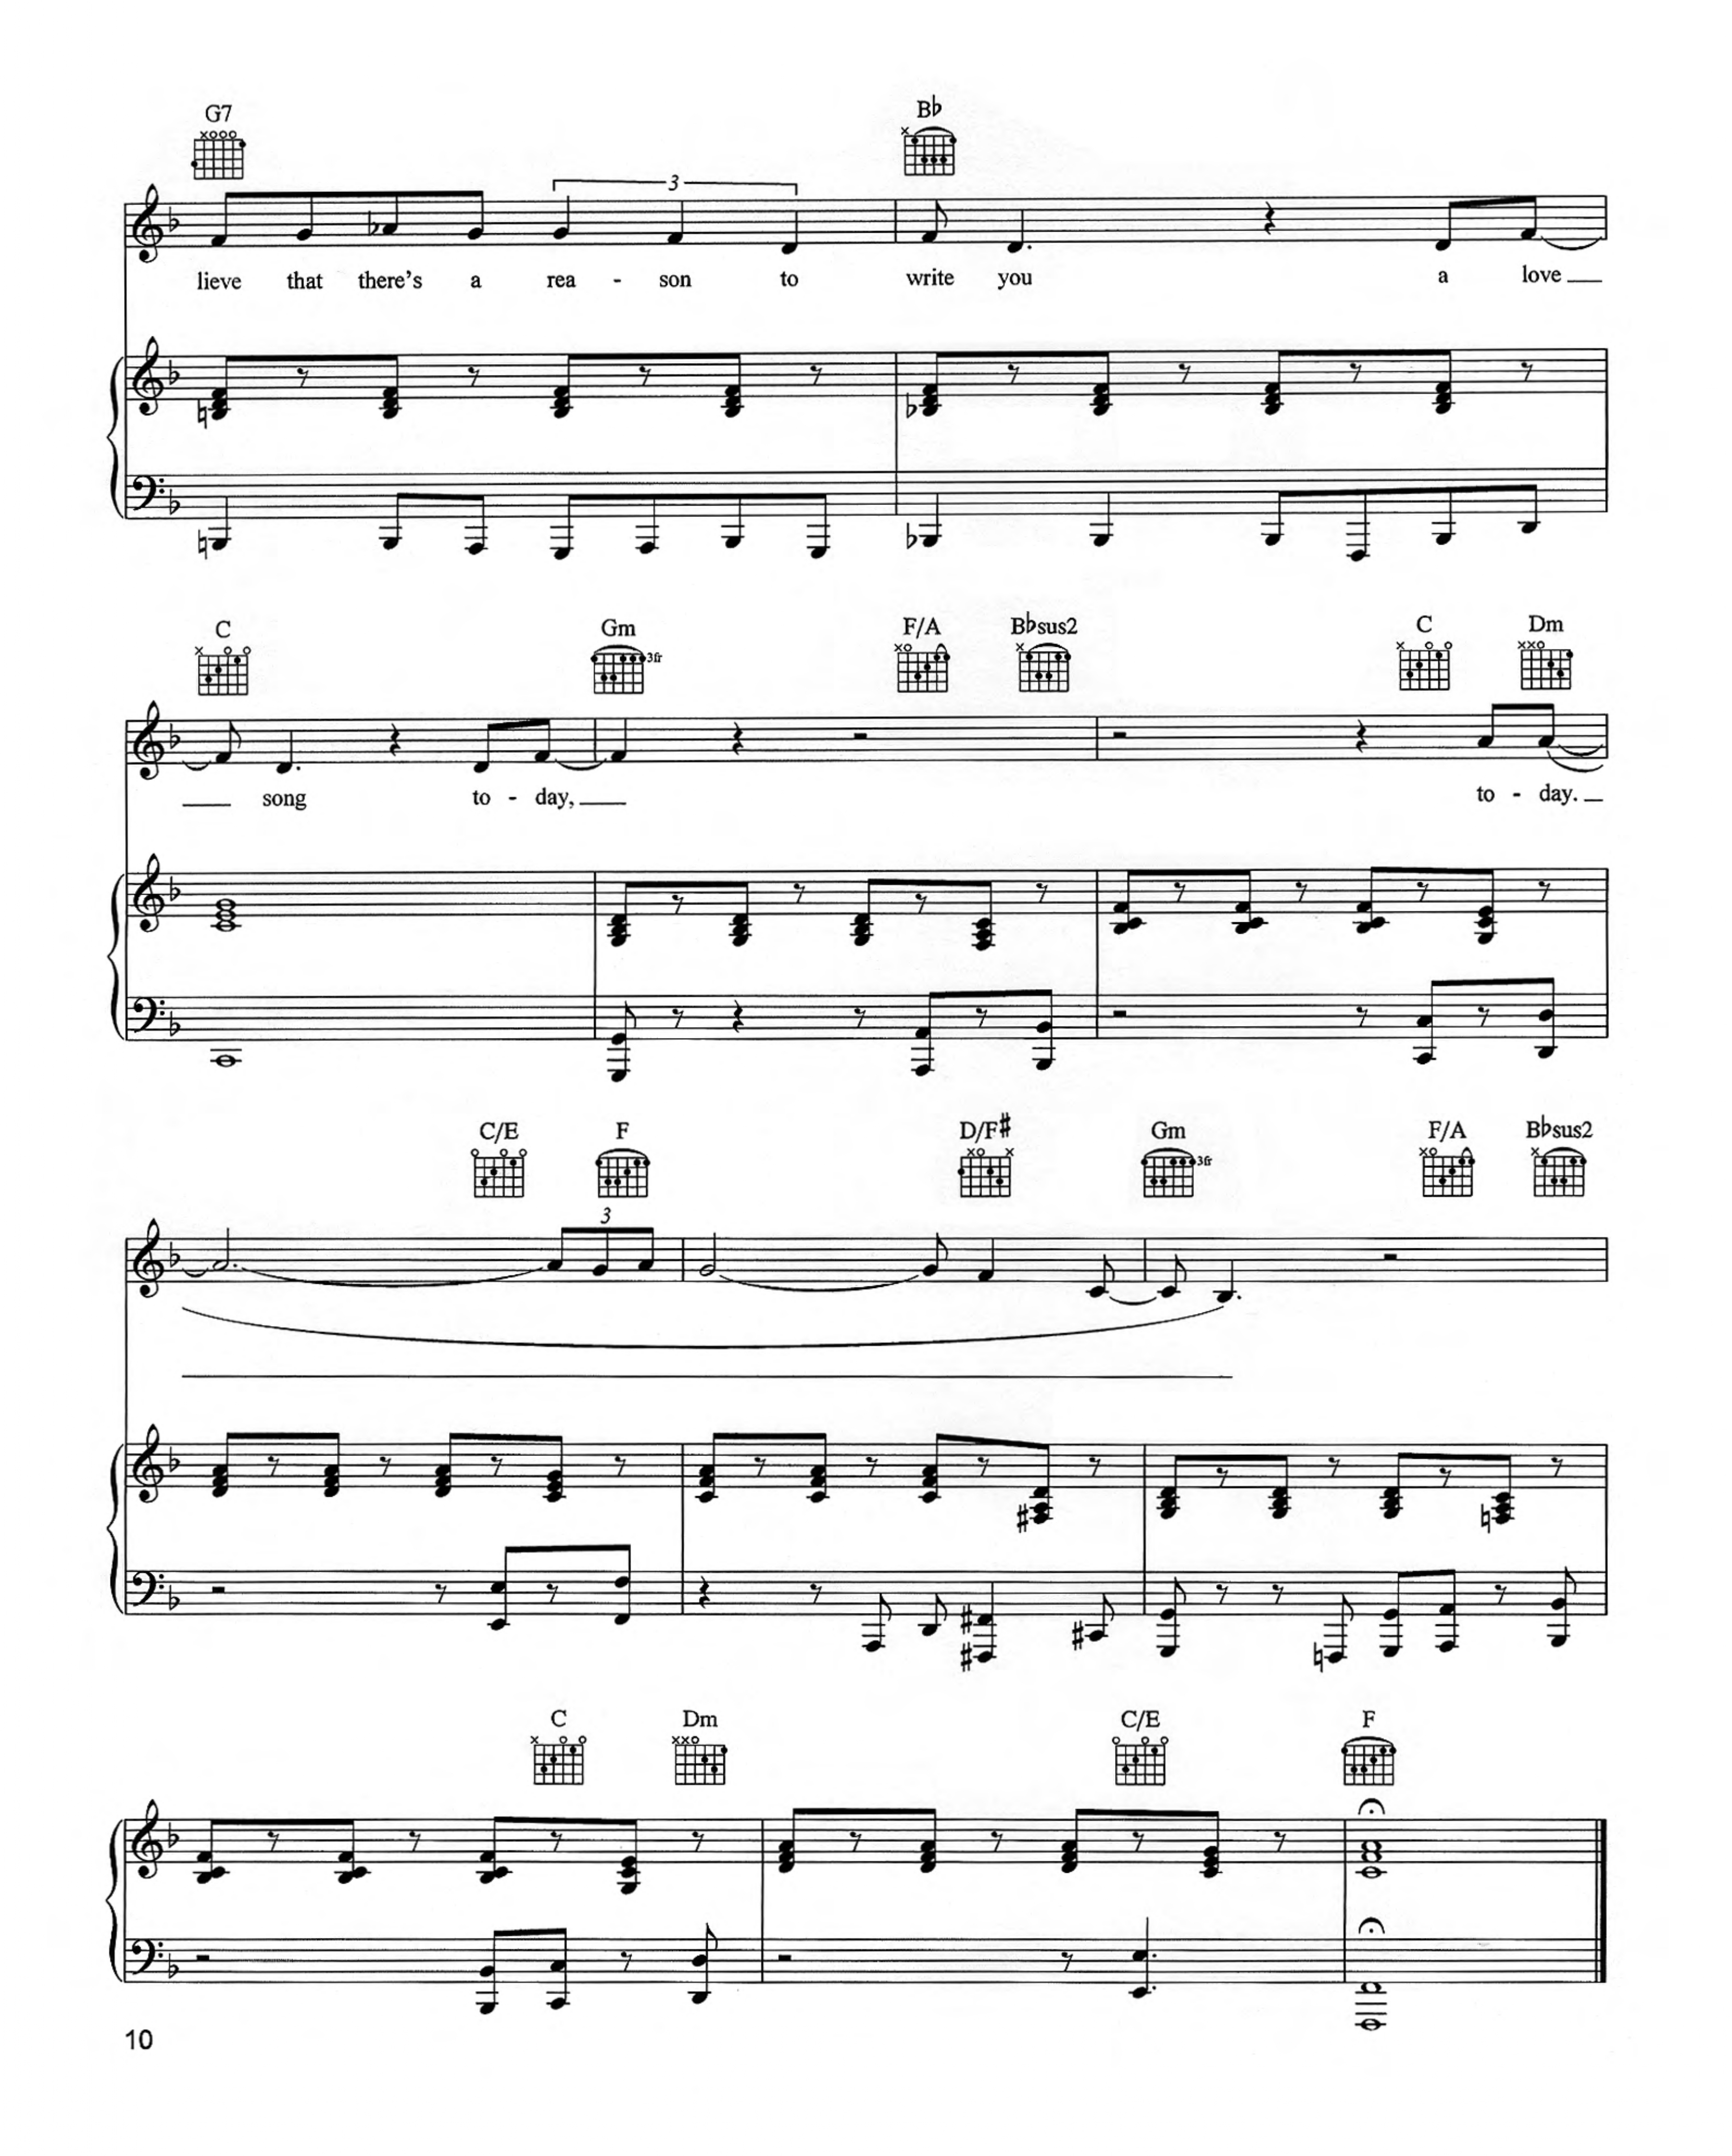 G7 B♭
3
lieve that there's a rea - son to write you a love
C Gm 3fr F/A B♭sus2 C Dm
song to - day, to - day.
C/E F D/F♯ Gm 3fr F/A B♭sus2
3
C Dm C/E F
10